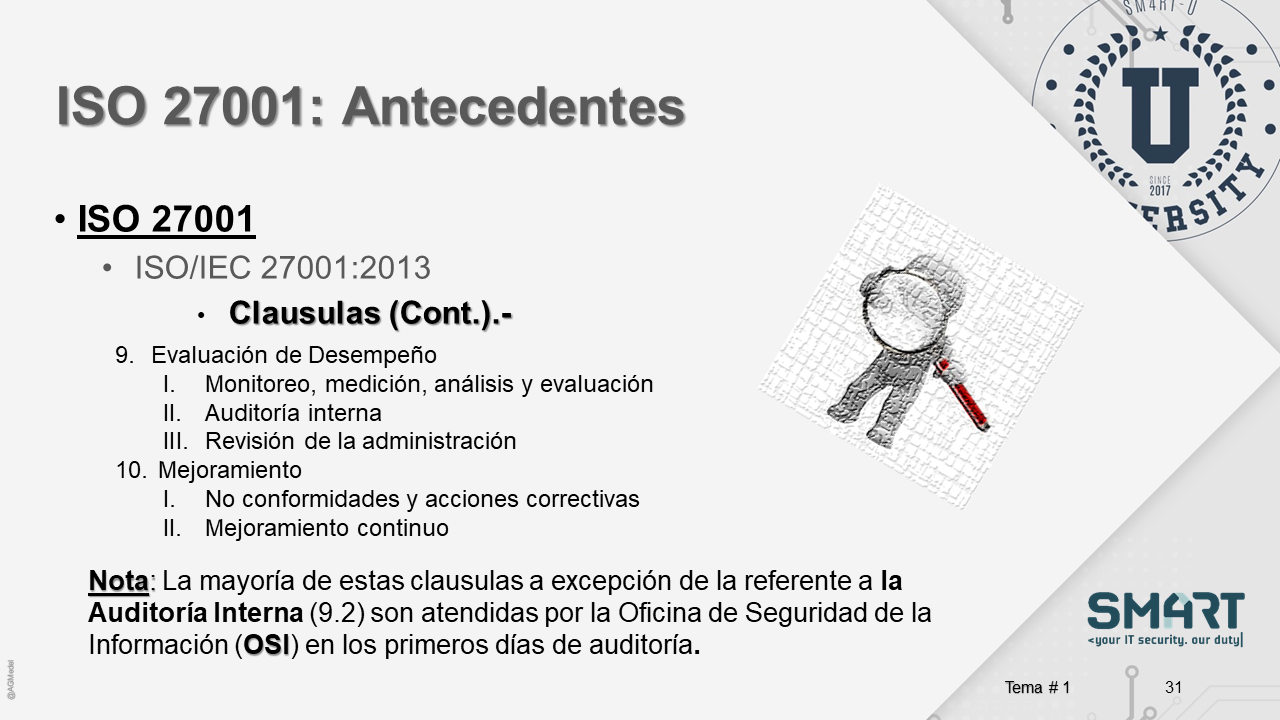 SM4RT-U
ISO 27001: Antecedentes
U
SINCE
2017
ERSITY
• ISO 27001
• ISO/IEC 27001:2013
• Clausulas (Cont.).-
9. Evaluación de Desempeño
I. Monitoreo, medición, análisis y evaluación
II. Auditoría interna
III. Revisión de la administración
10. Mejoramiento
I. No conformidades y acciones correctivas
II. Mejoramiento continuo
Nota: La mayoría de estas clausulas a excepción de la referente a la
Auditoría Interna (9.2) son atendidas por la Oficina de Seguridad de la
Información (OSI) en los primeros días de auditoría.
SM4RT
<your IT security. our duty|
@AGMedel
Tema # 1
31